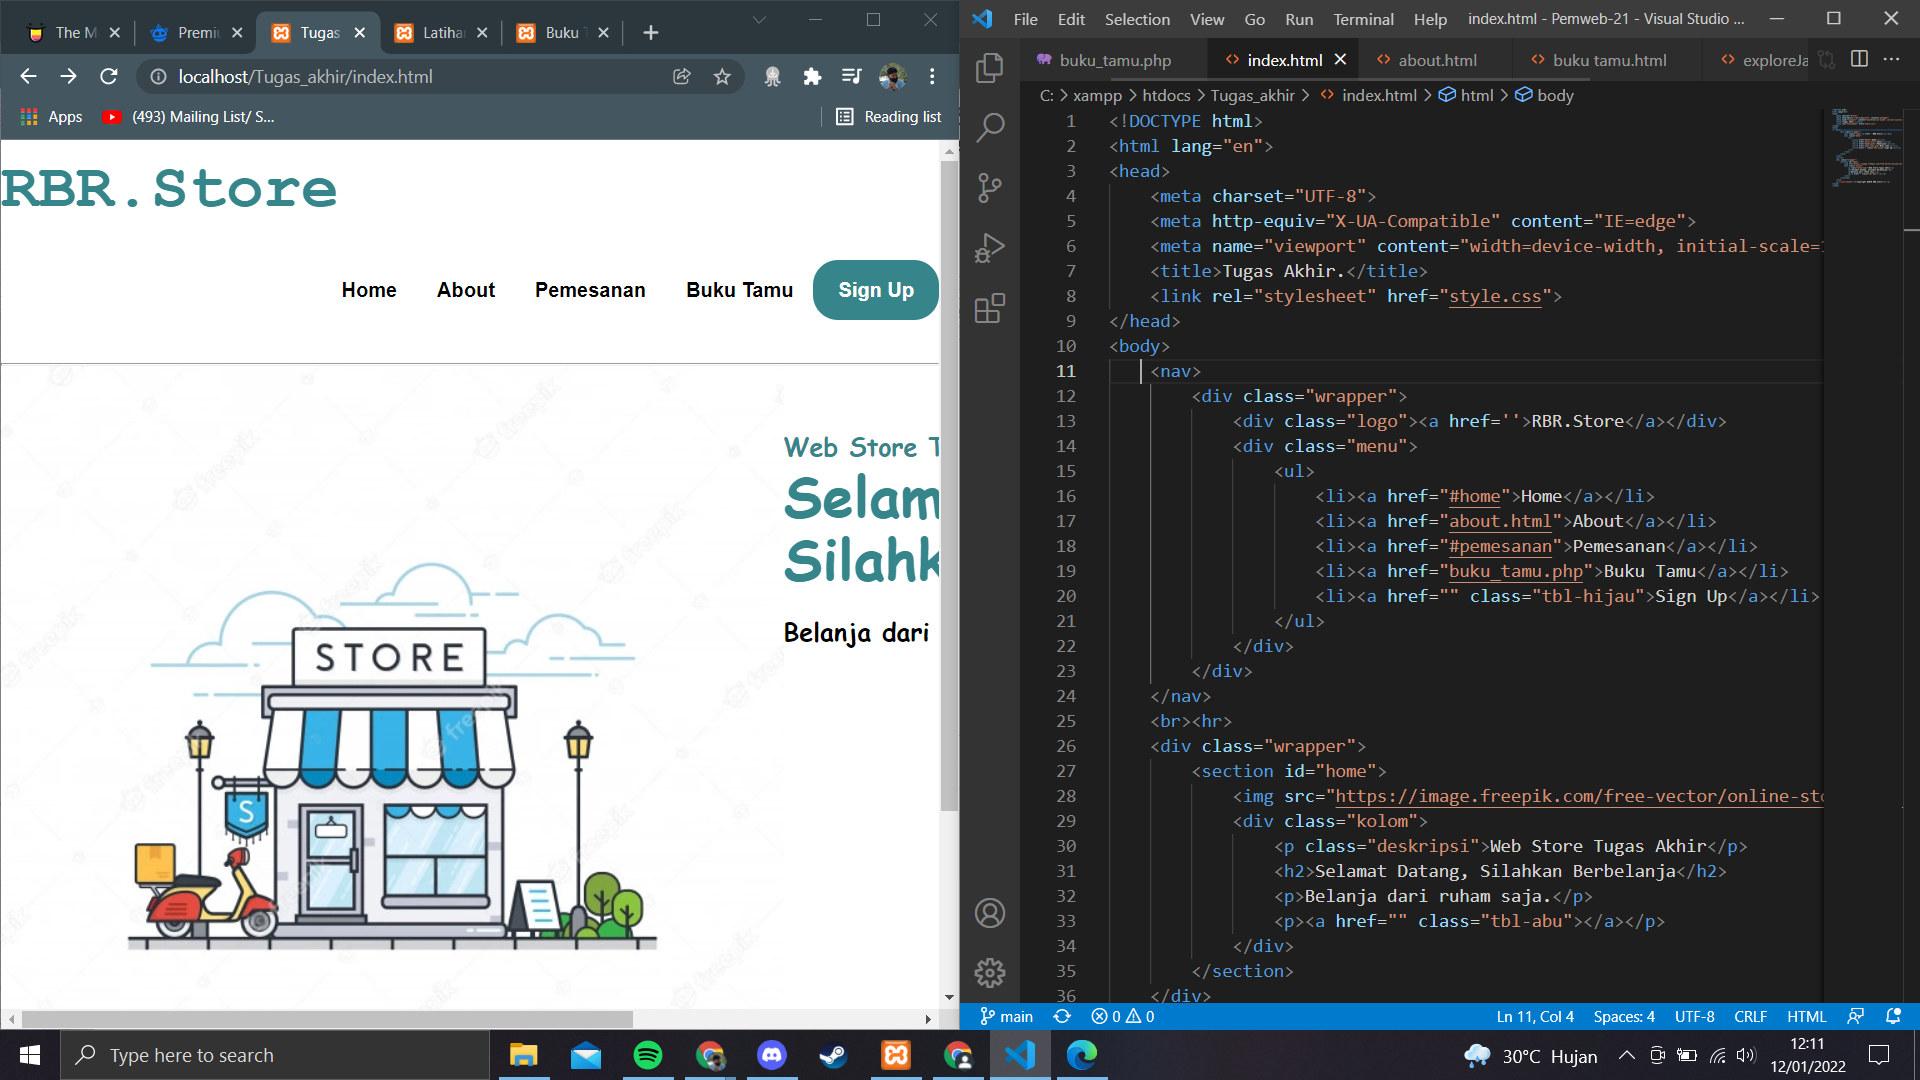 The M
Premiu
Tugas
Latiha
Buku T
localhost/Tugas_akhir/index.html
Apps
(493) Mailing List/ S...
Reading list
RBR.Store
Home
About
Pemesanan
Buku Tamu
Sign Up
Web Store T
Selam
Silahk
Belanja dari
STORE
S
File Edit Selection View Go Run Terminal Help
index.html - Pemweb-21 - Visual Studio ...
buku_tamu.php
index.html
about.html
buku tamu.html
exploreJa
C: > xampp > htdocs > Tugas_akhir > index.html > html > body
1 <!DOCTYPE html>
2 <html lang="en">
3 <head>
4 <meta charset="UTF-8">
5 <meta http-equiv="X-UA-Compatible" content="IE=edge">
6 <meta name="viewport" content="width=device-width, initial-scale=1
7 <title>Tugas Akhir.</title>
8 <link rel="stylesheet" href="style.css">
9 </head>
10 <body>
11 <nav>
12 <div class="wrapper">
13 <div class="logo"><a href=''>RBR.Store</a></div>
14 <div class="menu">
15 <ul>
16 <li><a href="#home">Home</a></li>
17 <li><a href="about.html">About</a></li>
18 <li><a href="#pemesanan">Pemesanan</a></li>
19 <li><a href="buku_tamu.php">Buku Tamu</a></li>
20 <li><a href="" class="tbl-hijau">Sign Up</a></li>
21 </ul>
22 </div>
23 </div>
24 </nav>
25 <br><hr>
26 <div class="wrapper">
27 <section id="home">
28 <img src="https://image.freepik.com/free-vector/online-sto
29 <div class="kolom">
30 <p class="deskripsi">Web Store Tugas Akhir</p>
31 <h2>Selamat Datang, Silahkan Berbelanja</h2>
32 <p>Belanja dari ruham saja.</p>
33 <p><a href="" class="tbl-abu"></a></p>
34 </div>
35 </section>
36 </div>
main
0
0
Ln 11, Col 4
Spaces: 4
UTF-8
CRLF
HTML
Type here to search
30°C Hujan
12:11
12/01/2022